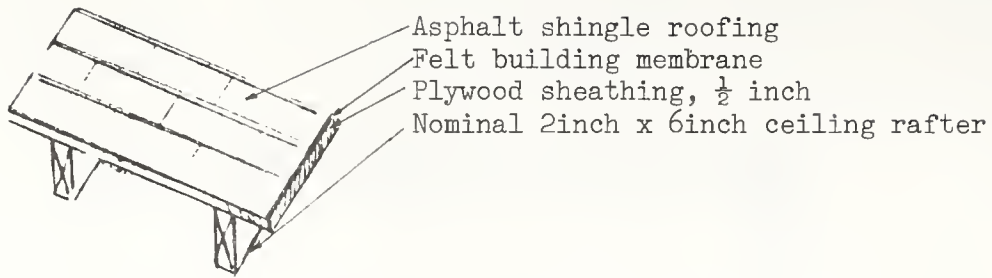 Asphalt shingle roofing
Felt building membrane
Plywood sheathing, ½ inch
Nominal 2inch x 6inch ceiling rafter